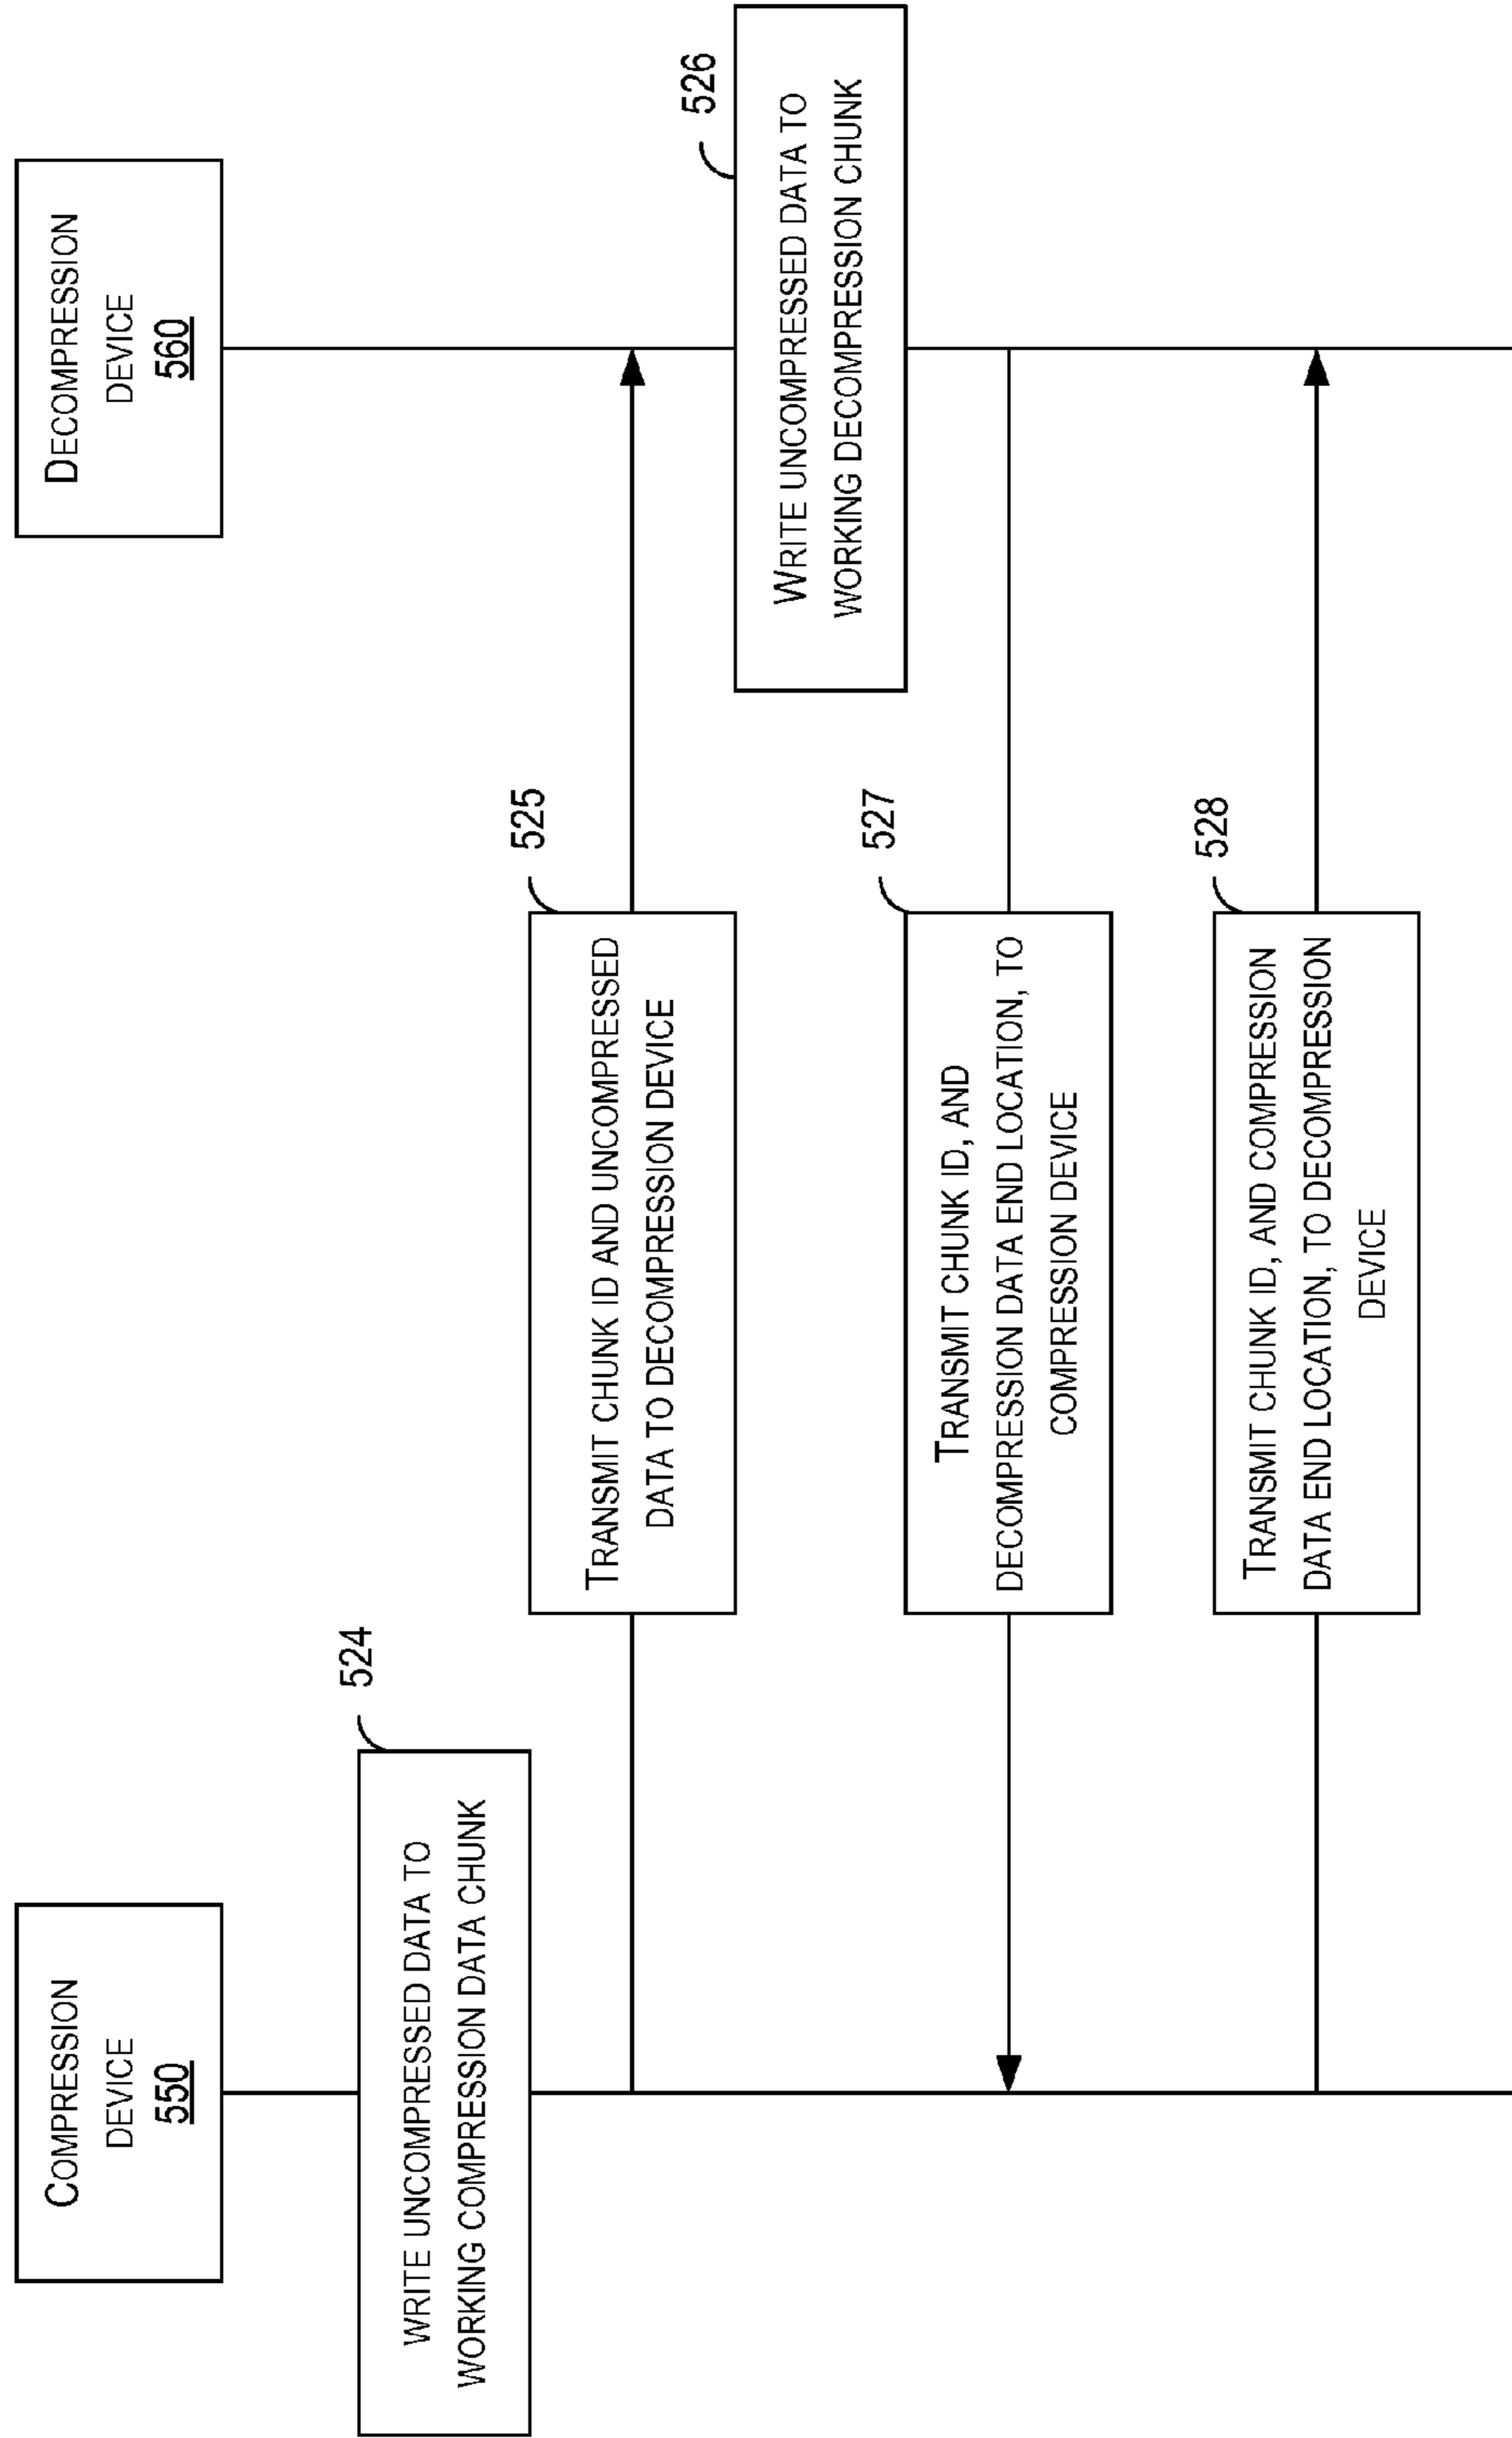 COMPRESSION
DEVICE
550
DECOMPRESSION
DEVICE
560
524
WRITE UNCOMPRESSED DATA TO
WORKING COMPRESSION DATA CHUNK
525
TRANSMIT CHUNK ID AND UNCOMPRESSED
DATA TO DECOMPRESSION DEVICE
526
WRITE UNCOMPRESSED DATA TO
WORKING DECOMPRESSION CHUNK
527
TRANSMIT CHUNK ID, AND
DECOMPRESSION DATA END LOCATION, TO
COMPRESSION DEVICE
528
TRANSMIT CHUNK ID, AND COMPRESSION
DATA END LOCATION, TO DECOMPRESSION
DEVICE